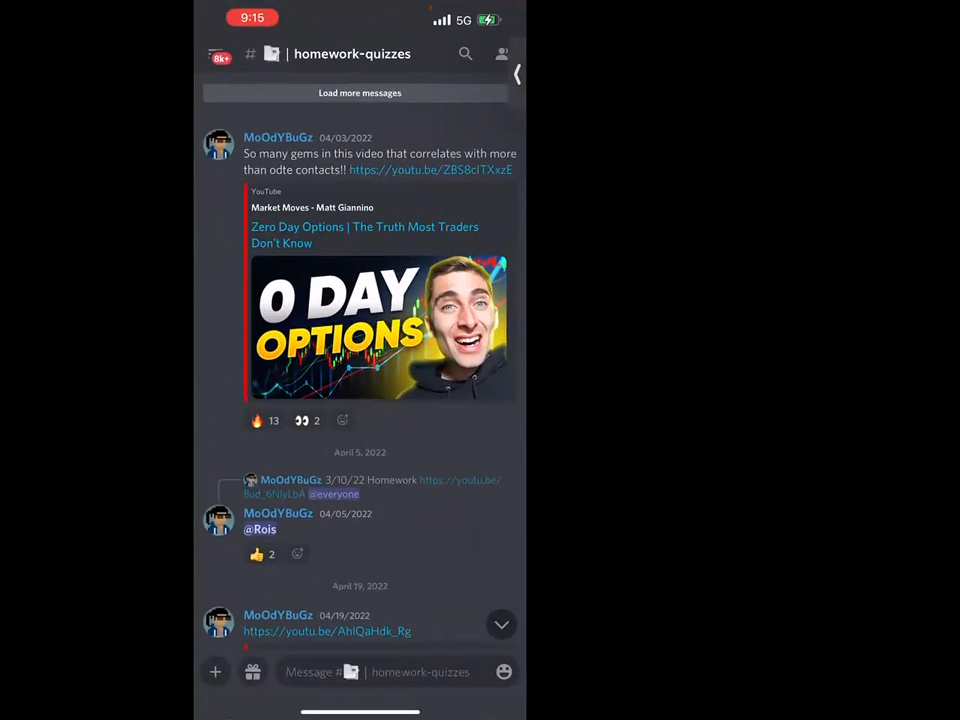 9:15
5G
8k+
# | homework-quizzes
Load more messages
MoOdYBuGz 04/03/2022
So many gems in this video that correlates with more
than odte contacts!! https://youtu.be/ZBS8cITXxzE
YouTube
Market Moves - Matt Giannino
Zero Day Options | The Truth Most Traders
Don't Know
0 DAY
OPTIONS
13 2
April 5, 2022
MoOdYBuGz 3/10/22 Homework https://youtu.be/
Bud_6NlyLbA @everyone
MoOdYBuGz 04/05/2022
@Rois
2
April 19, 2022
MoOdYBuGz 04/19/2022
https://youtu.be/AhlQaHdk_Rg
Message # | homework-quizzes